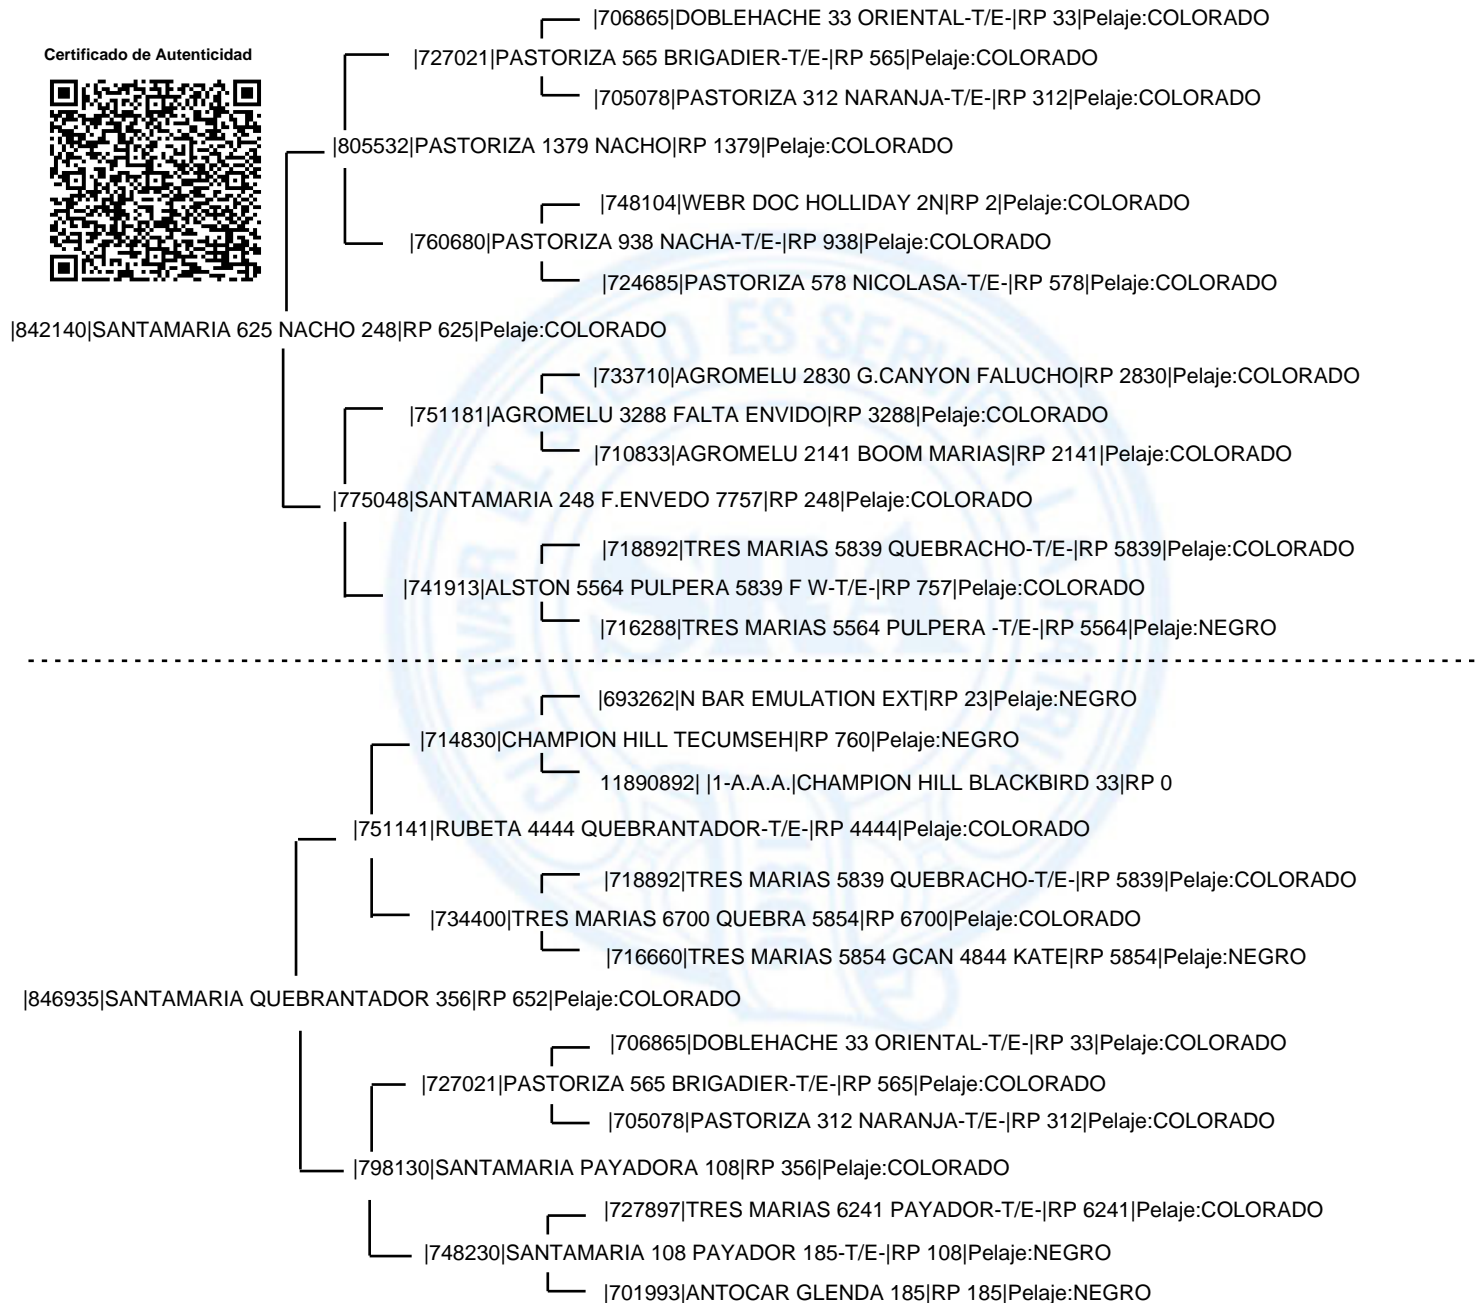 |706865|DOBLEHACHE 33 ORIENTAL-T/E-|RP 33|Pelaje:COLORADO
Certificado de Autenticidad
|727021|PASTORIZA 565 BRIGADIER-T/E-|RP 565|Pelaje:COLORADO
|705078|PASTORIZA 312 NARANJA-T/E-|RP 312|Pelaje:COLORADO
|805532|PASTORIZA 1379 NACHO|RP 1379|Pelaje:COLORADO
|748104|WEBR DOC HOLLIDAY 2N|RP 2|Pelaje:COLORADO
|760680|PASTORIZA 938 NACHA-T/E-|RP 938|Pelaje:COLORADO
|724685|PASTORIZA 578 NICOLASA-T/E-|RP 578|Pelaje:COLORADO
|842140|SANTAMARIA 625 NACHO 248|RP 625|Pelaje:COLORADO
|733710|AGROMELU 2830 G.CANYON FALUCHO|RP 2830|Pelaje:COLORADO
|751181|AGROMELU 3288 FALTA ENVIDO|RP 3288|Pelaje:COLORADO
|710833|AGROMELU 2141 BOOM MARIAS|RP 2141|Pelaje:COLORADO
|775048|SANTAMARIA 248 F.ENVEDO 7757|RP 248|Pelaje:COLORADO
|718892|TRES MARIAS 5839 QUEBRACHO-T/E-|RP 5839|Pelaje:COLORADO
|741913|ALSTON 5564 PULPERA 5839 F W-T/E-|RP 757|Pelaje:COLORADO
|716288|TRES MARIAS 5564 PULPERA -T/E-|RP 5564|Pelaje:NEGRO
|693262|N BAR EMULATION EXT|RP 23|Pelaje:NEGRO
|714830|CHAMPION HILL TECUMSEH|RP 760|Pelaje:NEGRO
11890892| |1-A.A.A.|CHAMPION HILL BLACKBIRD 33|RP 0
|751141|RUBETA 4444 QUEBRANTADOR-T/E-|RP 4444|Pelaje:COLORADO
|718892|TRES MARIAS 5839 QUEBRACHO-T/E-|RP 5839|Pelaje:COLORADO
|734400|TRES MARIAS 6700 QUEBRA 5854|RP 6700|Pelaje:COLORADO
|716660|TRES MARIAS 5854 GCAN 4844 KATE|RP 5854|Pelaje:NEGRO
|846935|SANTAMARIA QUEBRANTADOR 356|RP 652|Pelaje:COLORADO
|706865|DOBLEHACHE 33 ORIENTAL-T/E-|RP 33|Pelaje:COLORADO
|727021|PASTORIZA 565 BRIGADIER-T/E-|RP 565|Pelaje:COLORADO
|705078|PASTORIZA 312 NARANJA-T/E-|RP 312|Pelaje:COLORADO
|798130|SANTAMARIA PAYADORA 108|RP 356|Pelaje:COLORADO
|727897|TRES MARIAS 6241 PAYADOR-T/E-|RP 6241|Pelaje:COLORADO
|748230|SANTAMARIA 108 PAYADOR 185-T/E-|RP 108|Pelaje:NEGRO
|701993|ANTOCAR GLENDA 185|RP 185|Pelaje:NEGRO
CULTIVAR EL SUELO ES SERVIR A LA PATRIA
SRA